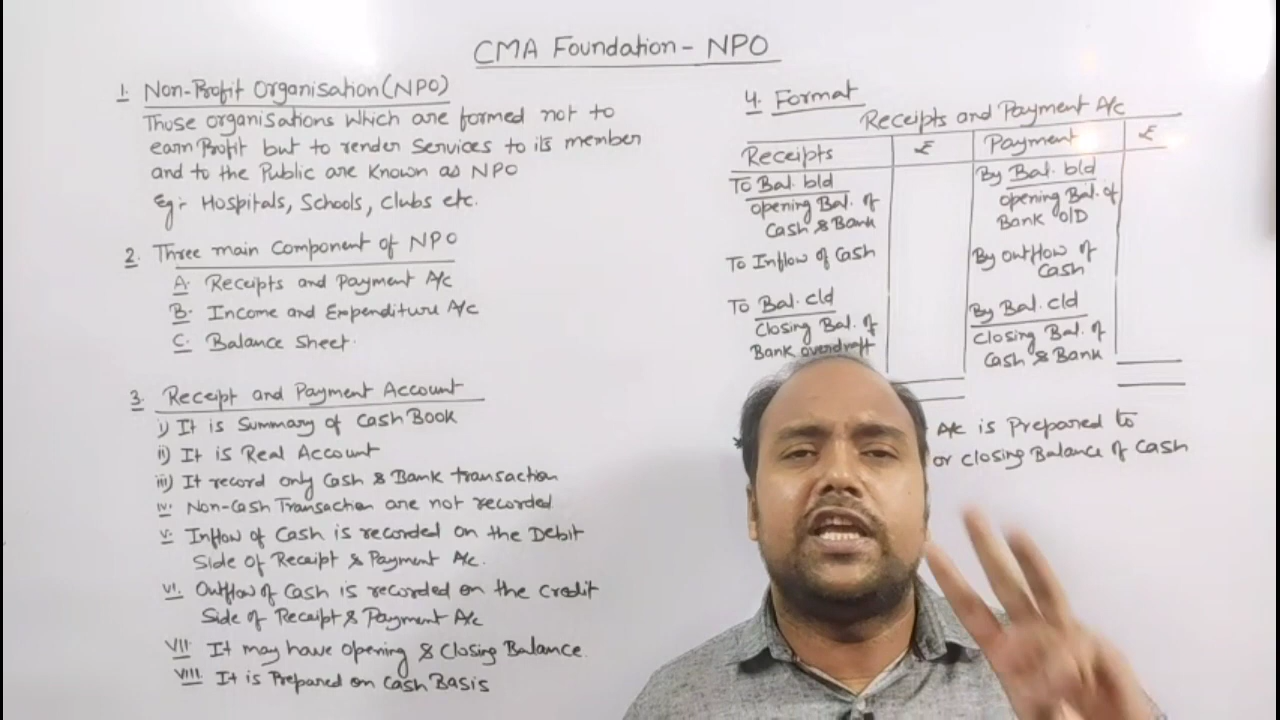 CMA Foundation - NPO
1. Non-Profit Organisation (NPO)
Those organisations which are formed not to
earn Profit but to render Services to its member
and to the Public are Known as NPO
Eg:- Hospitals, Schools, Clubs etc.
2. Three main Component of NPO
A. Receipts and Payment A/c
B. Income and Expenditure A/c
C. Balance Sheet.
3. Receipt and Payment Account
i) It is Summary of Cash Book
ii) It is Real Account
iii) It record only Cash & Bank transaction
iv. Non-Cash Transaction are not recorded
v. Inflow of Cash is recorded on the Debit
Side of Receipt & Payment A/c.
vi. Outflow of Cash is recorded on the Credit
Side of Receipt & Payment A/c
VII. It may have opening & Closing Balance.
VIII. It is Prepared on Cash Basis
4. Format
Receipts and Payment A/c
Receipts ₹ Payment ₹
To Bal. b/d
opening Bal. of
Cash & Bank
To Inflow of Cash
To Bal. c/d
Closing Bal. of
Bank overdraft
By Bal. b/d
opening Bal. of
Bank O/D
By outflow of
Cash
By Bal. c/d
Closing Bal. of
Cash & Bank
A/c is Prepared to
or closing Balance of Cash